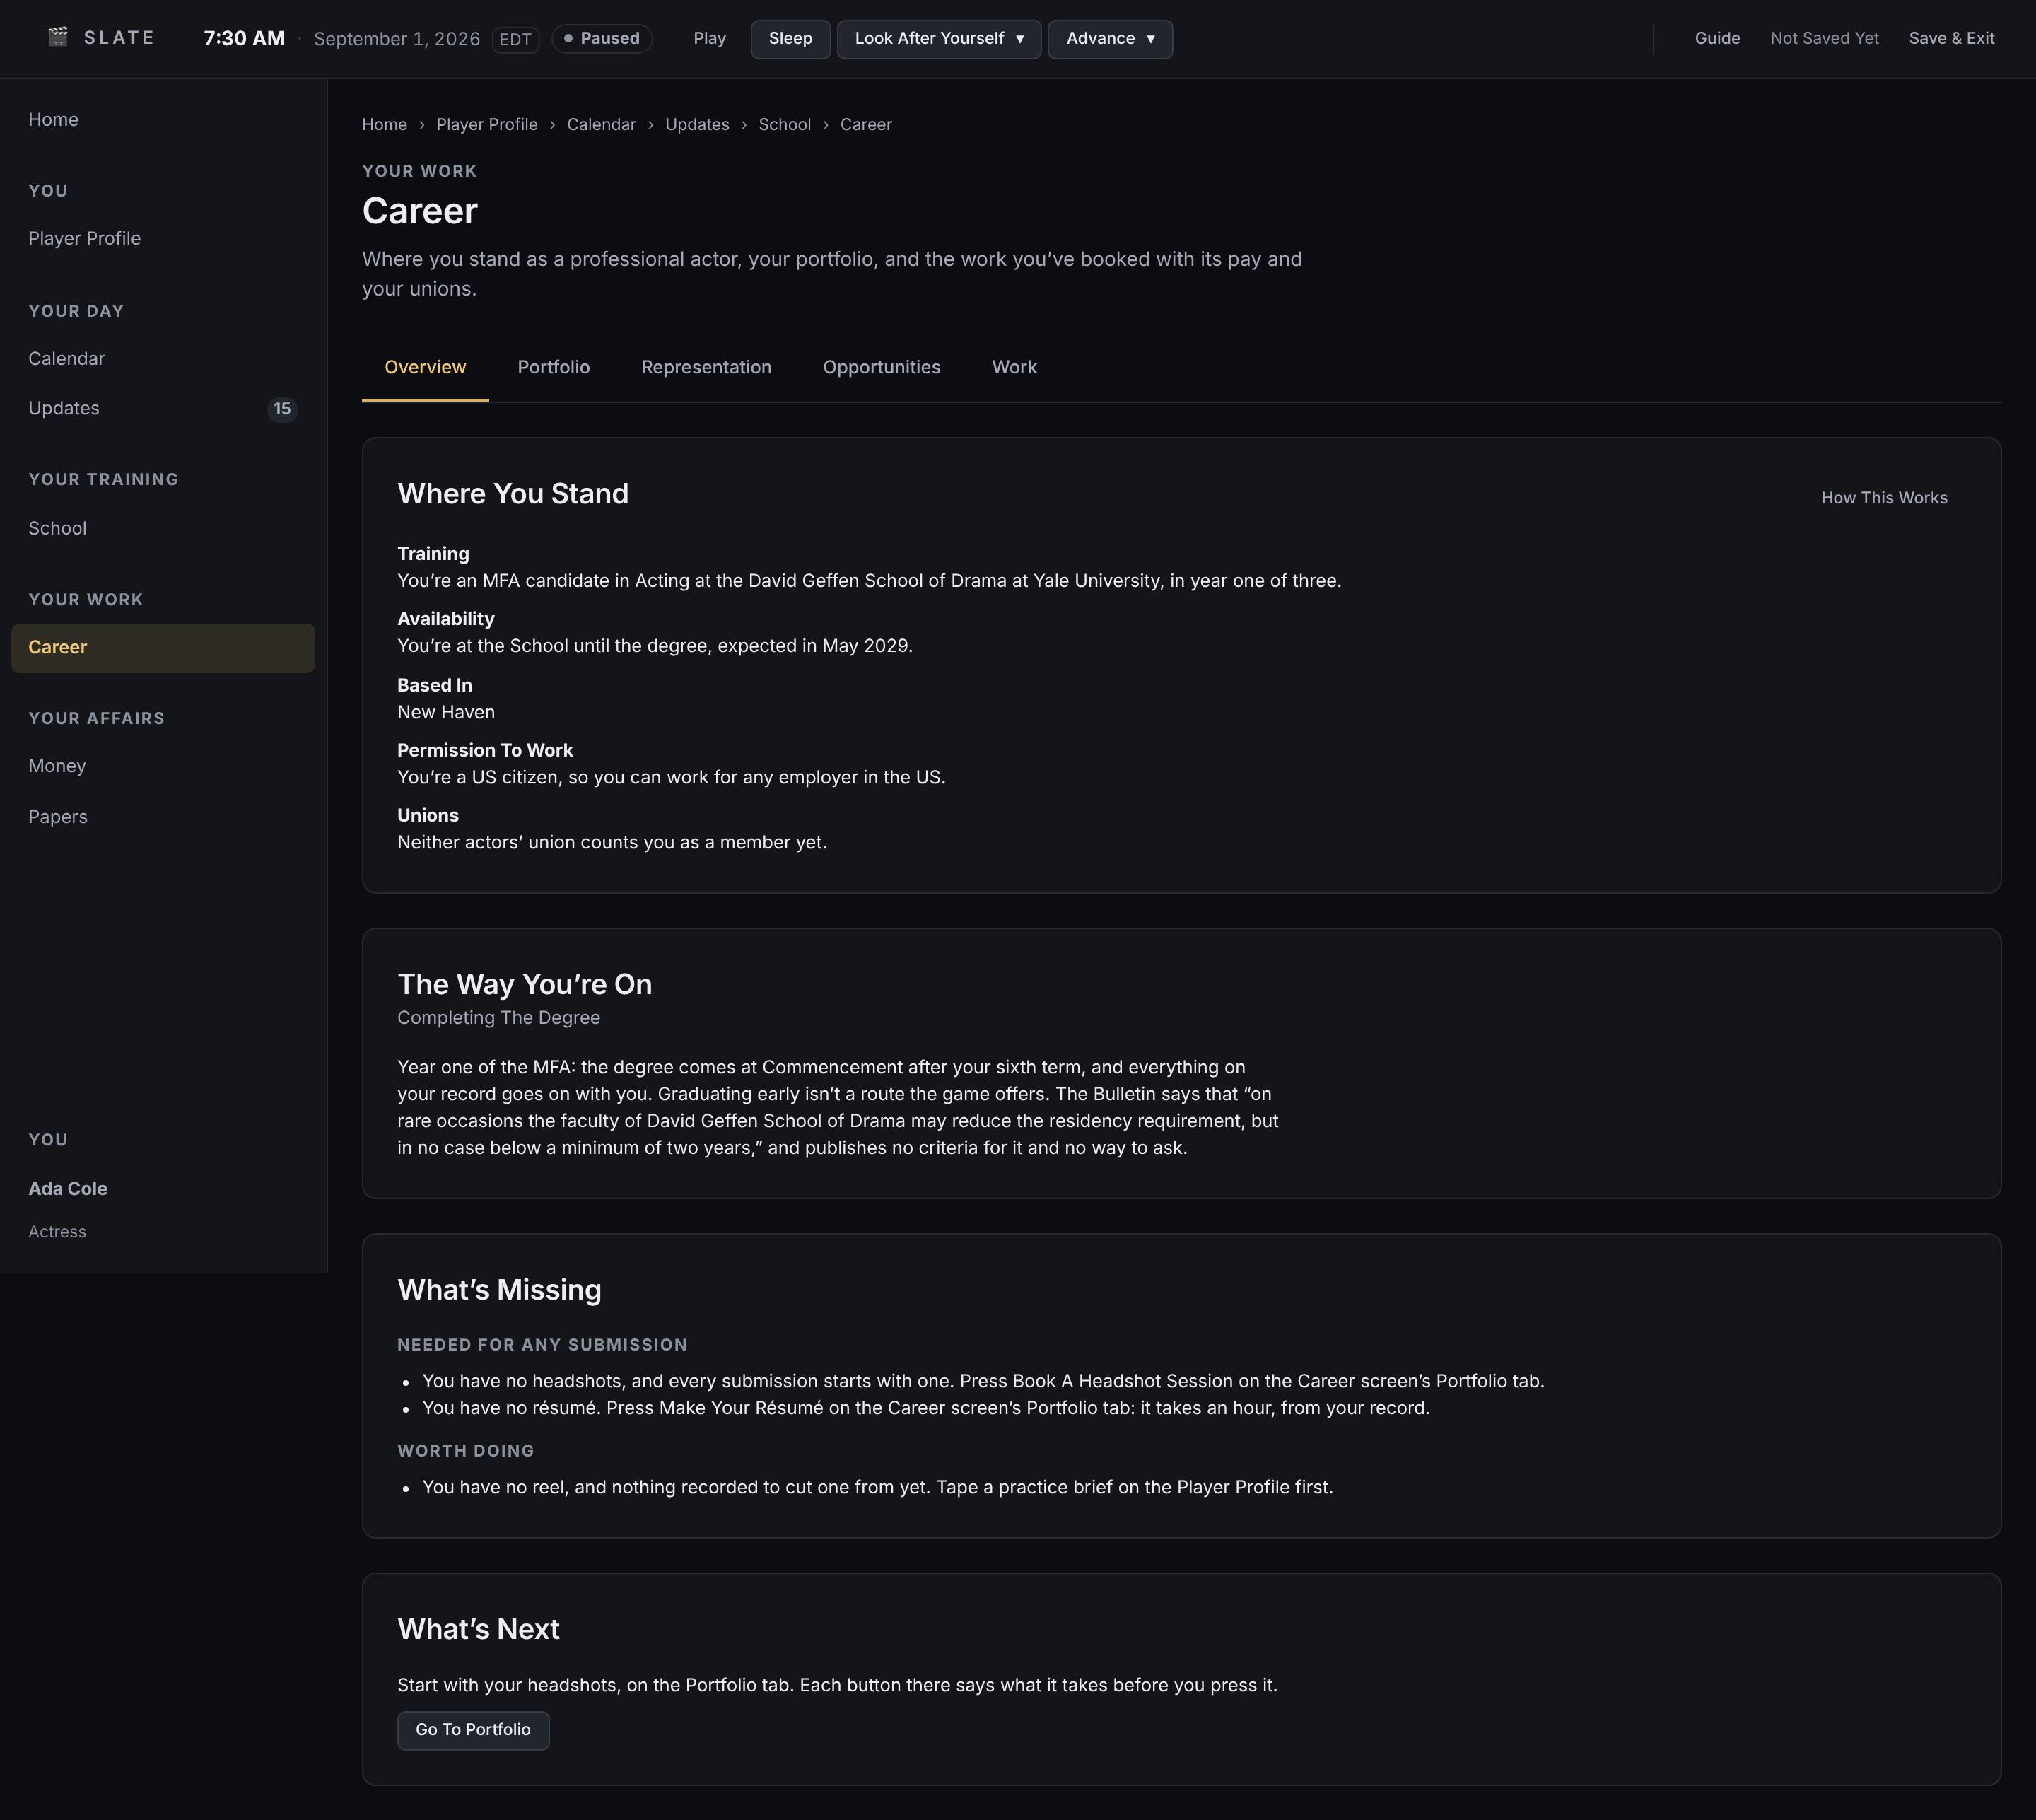 SLATE
7:30 AM · September 1, 2026 EDT Paused Play Sleep Look After Yourself ▾ Advance ▾ Guide Not Saved Yet Save & Exit
Home
YOU
Player Profile
YOUR DAY
Calendar
Updates 15
YOUR TRAINING
School
YOUR WORK
Career
YOUR AFFAIRS
Money
Papers
YOU
Ada Cole
Actress
Home › Player Profile › Calendar › Updates › School › Career
YOUR WORK
Career
Where you stand as a professional actor, your portfolio, and the work you’ve booked with its pay and
your unions.
Overview Portfolio Representation Opportunities Work
Where You Stand How This Works
Training
You’re an MFA candidate in Acting at the David Geffen School of Drama at Yale University, in year one of three.
Availability
You’re at the School until the degree, expected in May 2029.
Based In
New Haven
Permission To Work
You’re a US citizen, so you can work for any employer in the US.
Unions
Neither actors’ union counts you as a member yet.
The Way You’re On
Completing The Degree
Year one of the MFA: the degree comes at Commencement after your sixth term, and everything on
your record goes on with you. Graduating early isn’t a route the game offers. The Bulletin says that “on
rare occasions the faculty of David Geffen School of Drama may reduce the residency requirement, but
in no case below a minimum of two years,” and publishes no criteria for it and no way to ask.
What’s Missing
NEEDED FOR ANY SUBMISSION
• You have no headshots, and every submission starts with one. Press Book A Headshot Session on the Career screen’s Portfolio tab.
• You have no résumé. Press Make Your Résumé on the Career screen’s Portfolio tab: it takes an hour, from your record.
WORTH DOING
• You have no reel, and nothing recorded to cut one from yet. Tape a practice brief on the Player Profile first.
What’s Next
Start with your headshots, on the Portfolio tab. Each button there says what it takes before you press it.
Go To Portfolio